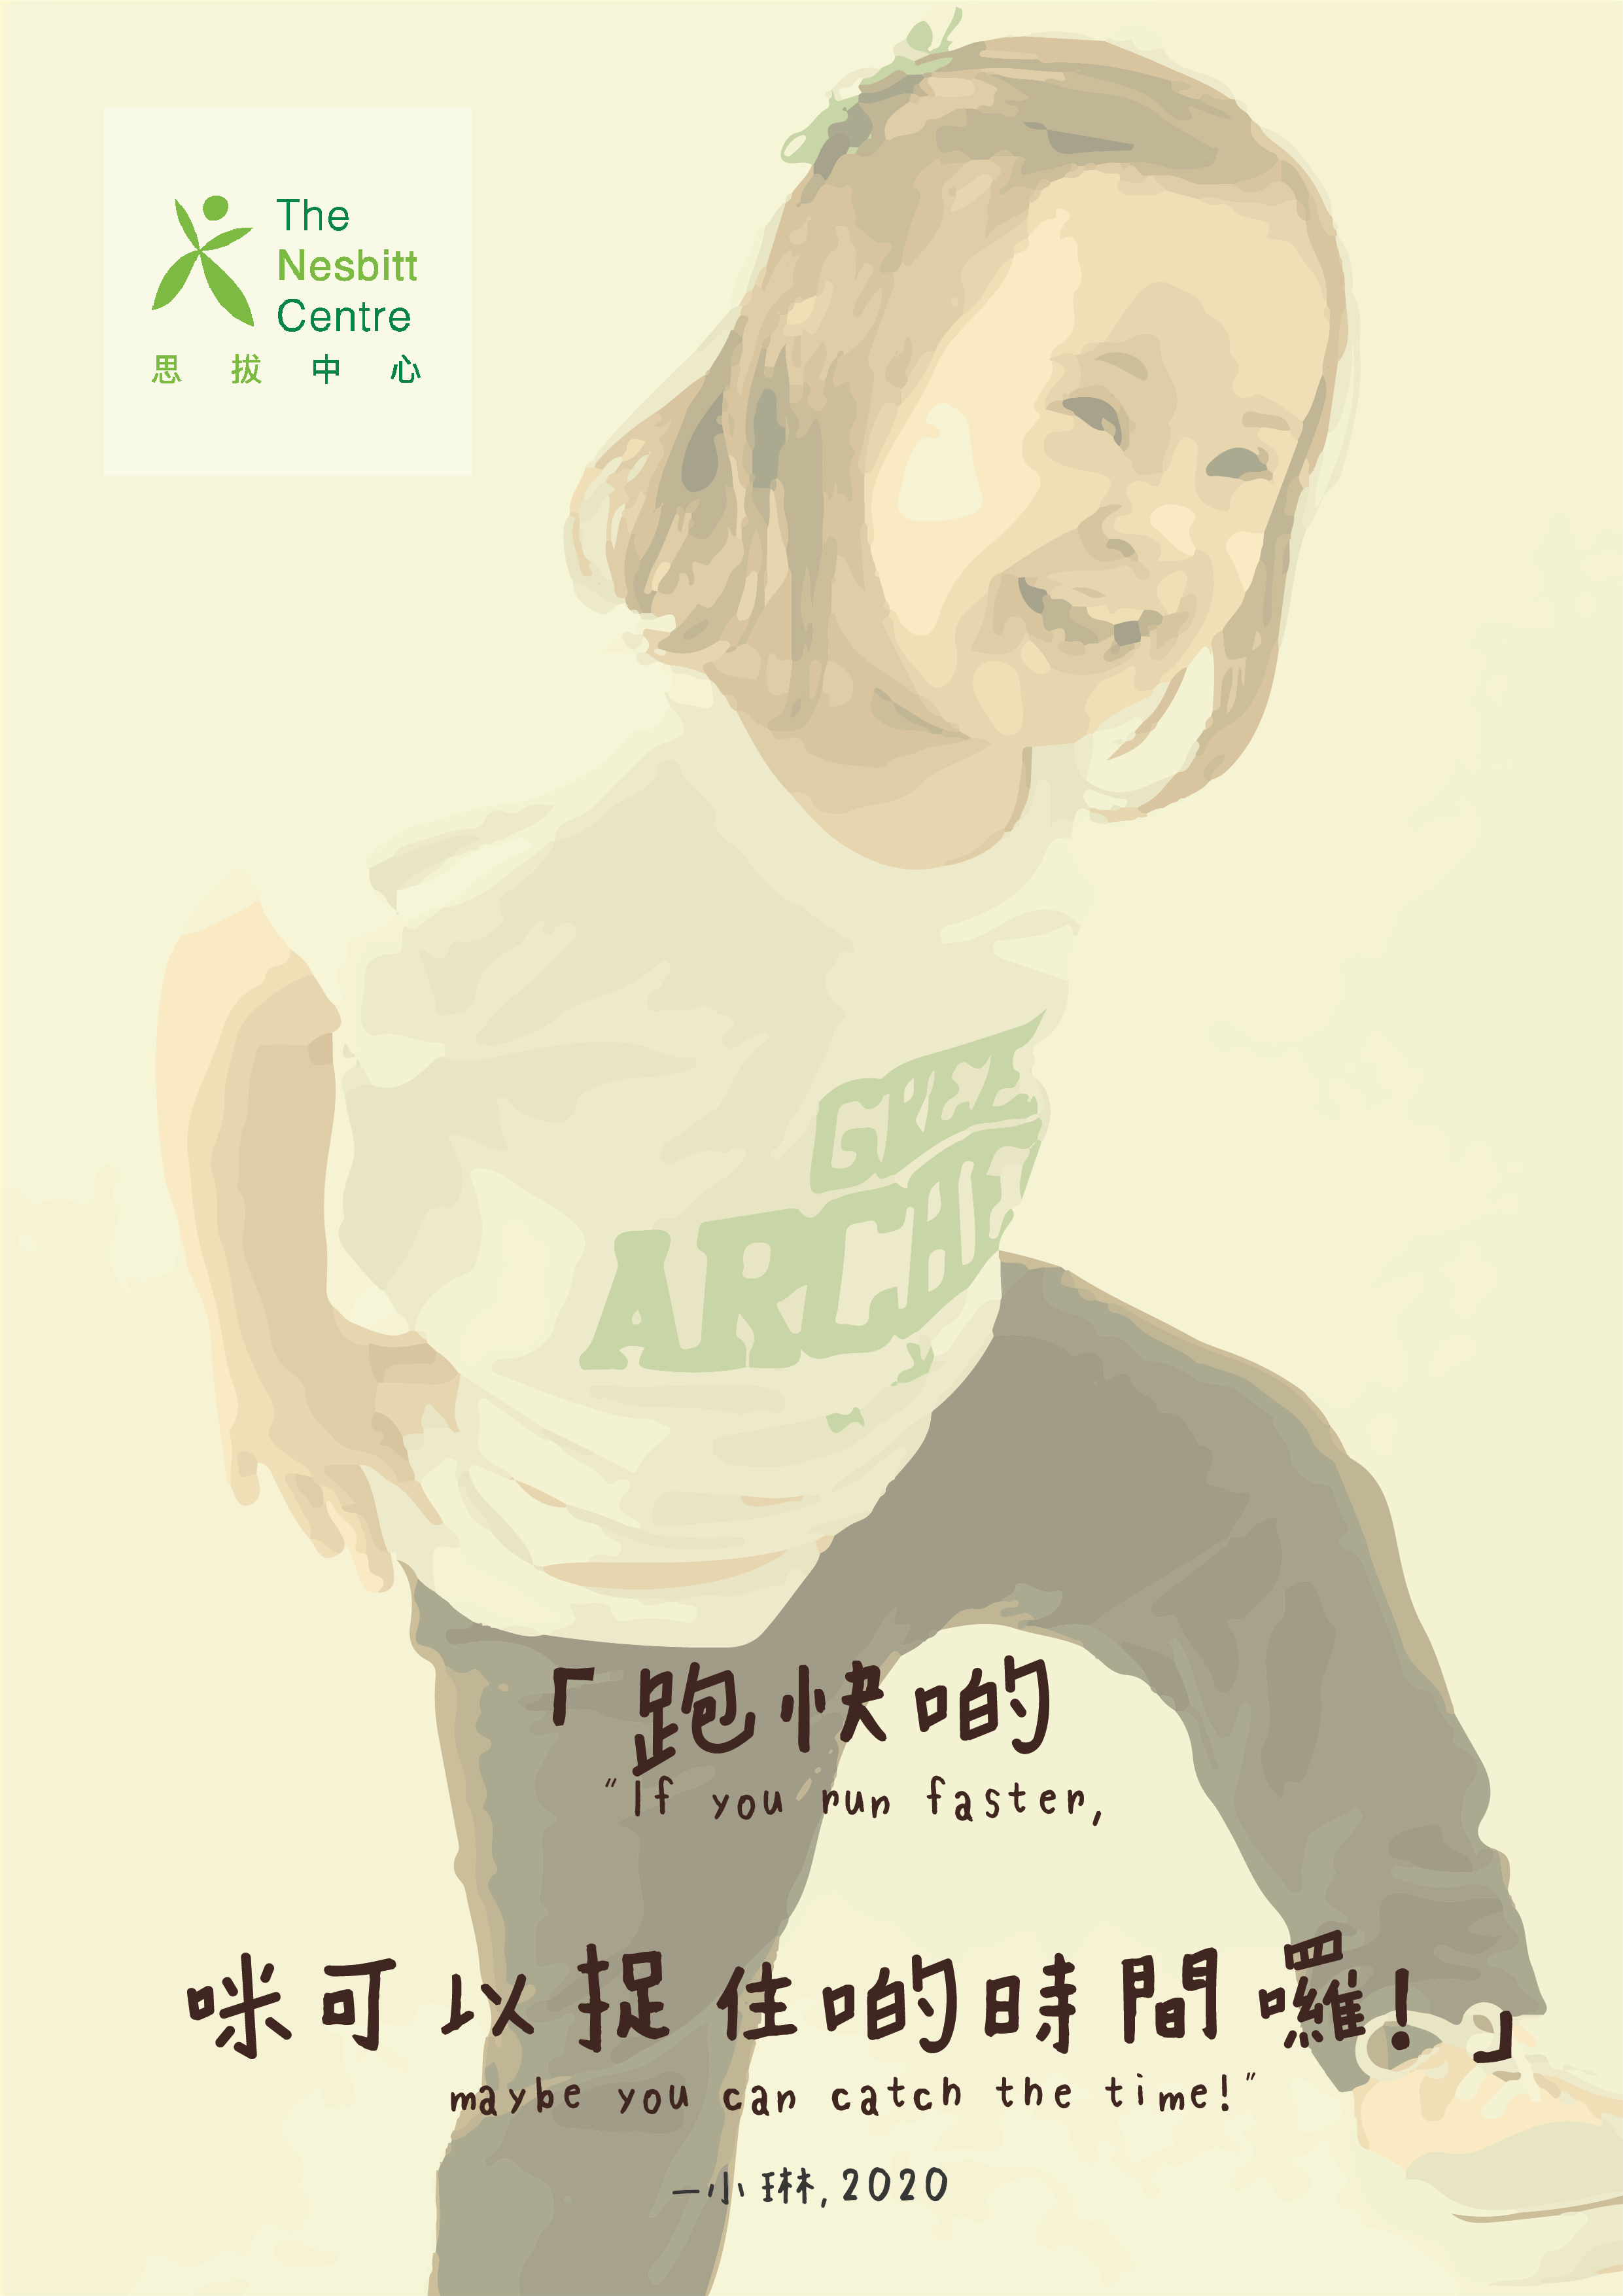 The
Nesbitt
Centre
思拔中心
GREE
ARCHE
「跑快啲
"If you run faster,
咪可以捉住啲時間囉!」
maybe you can catch the time!"
—小琳, 2020